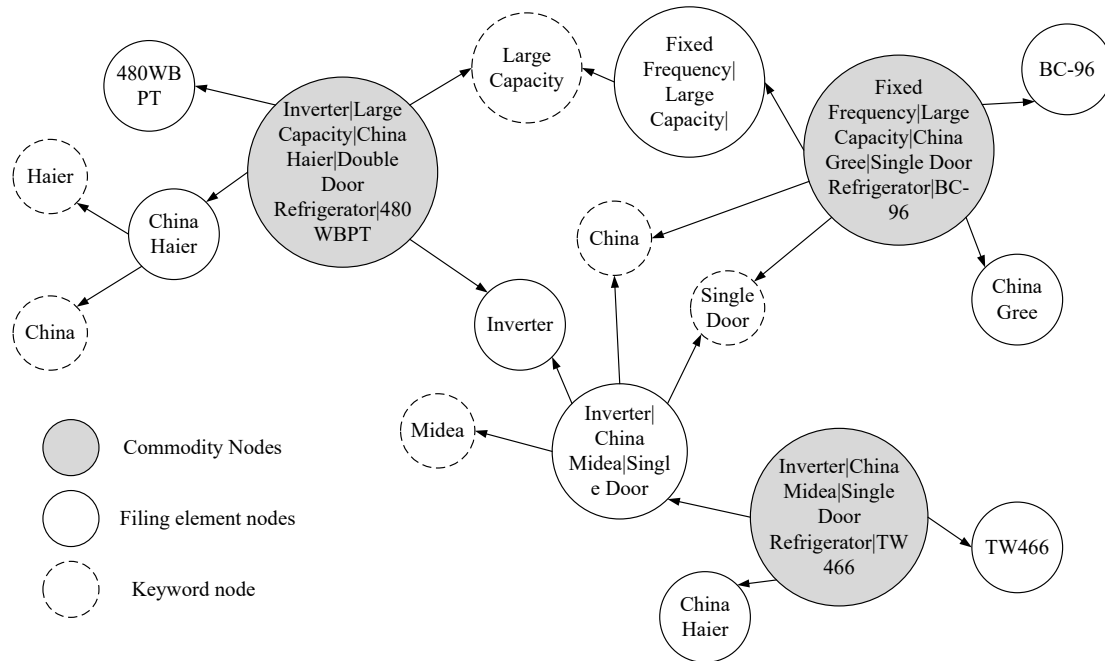 480WB
PT
Large
Capacity
Fixed
Frequency|
Large
Capacity|
Fixed
Frequency|Large
Capacity|China
Gree|Single Door
Refrigerator|BC-
96
BC-96
Inverter|Large
Capacity|China
Haier|Double
Door
Refrigerator|480
WBPT
Haier
China
Haier
China
China
Single
Door
China
Gree
Inverter
Midea
Inverter|
China
Midea|Singl
e Door
Inverter|China
Midea|Single
Door
Refrigerator|TW
466
TW466
China
Haier
Commodity Nodes
Filing element nodes
Keyword node